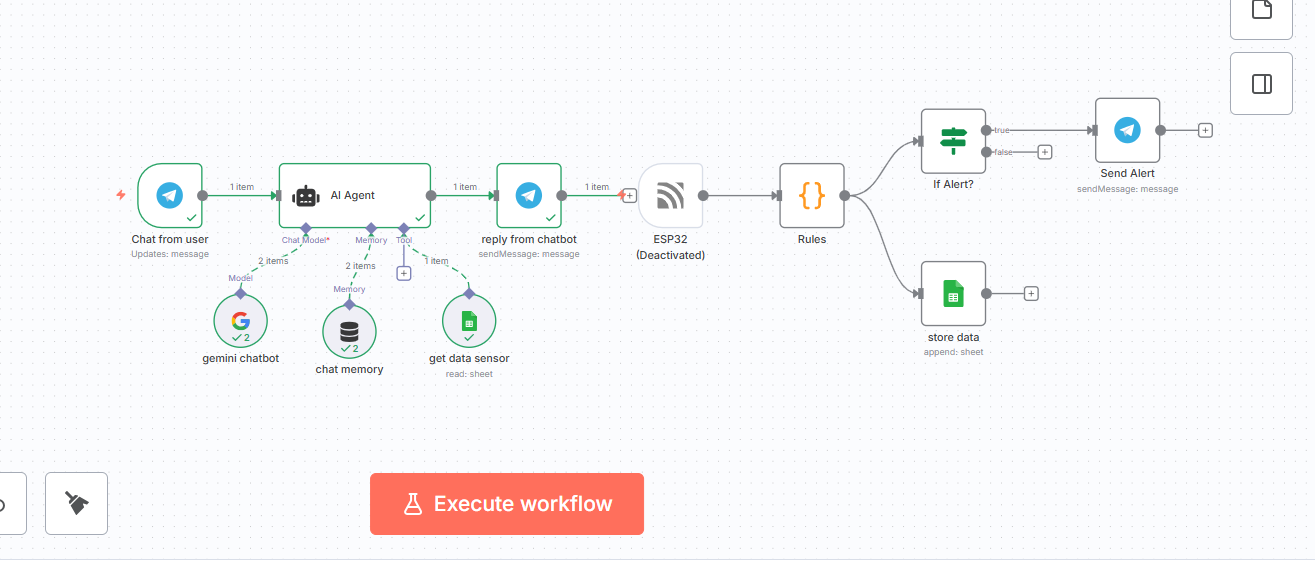 true
false
If Alert?
Send Alert
sendMessage: message
1 item
AI Agent
1 item
1 item
Chat from user
Updates: message
Chat Model*
Memory
Tool
reply from chatbot
sendMessage: message
ESP32
(Deactivated)
Rules
2 items
2 items
1 item
Model
Memory
2
2
gemini chatbot
chat memory
get data sensor
read: sheet
store data
append: sheet
Execute workflow